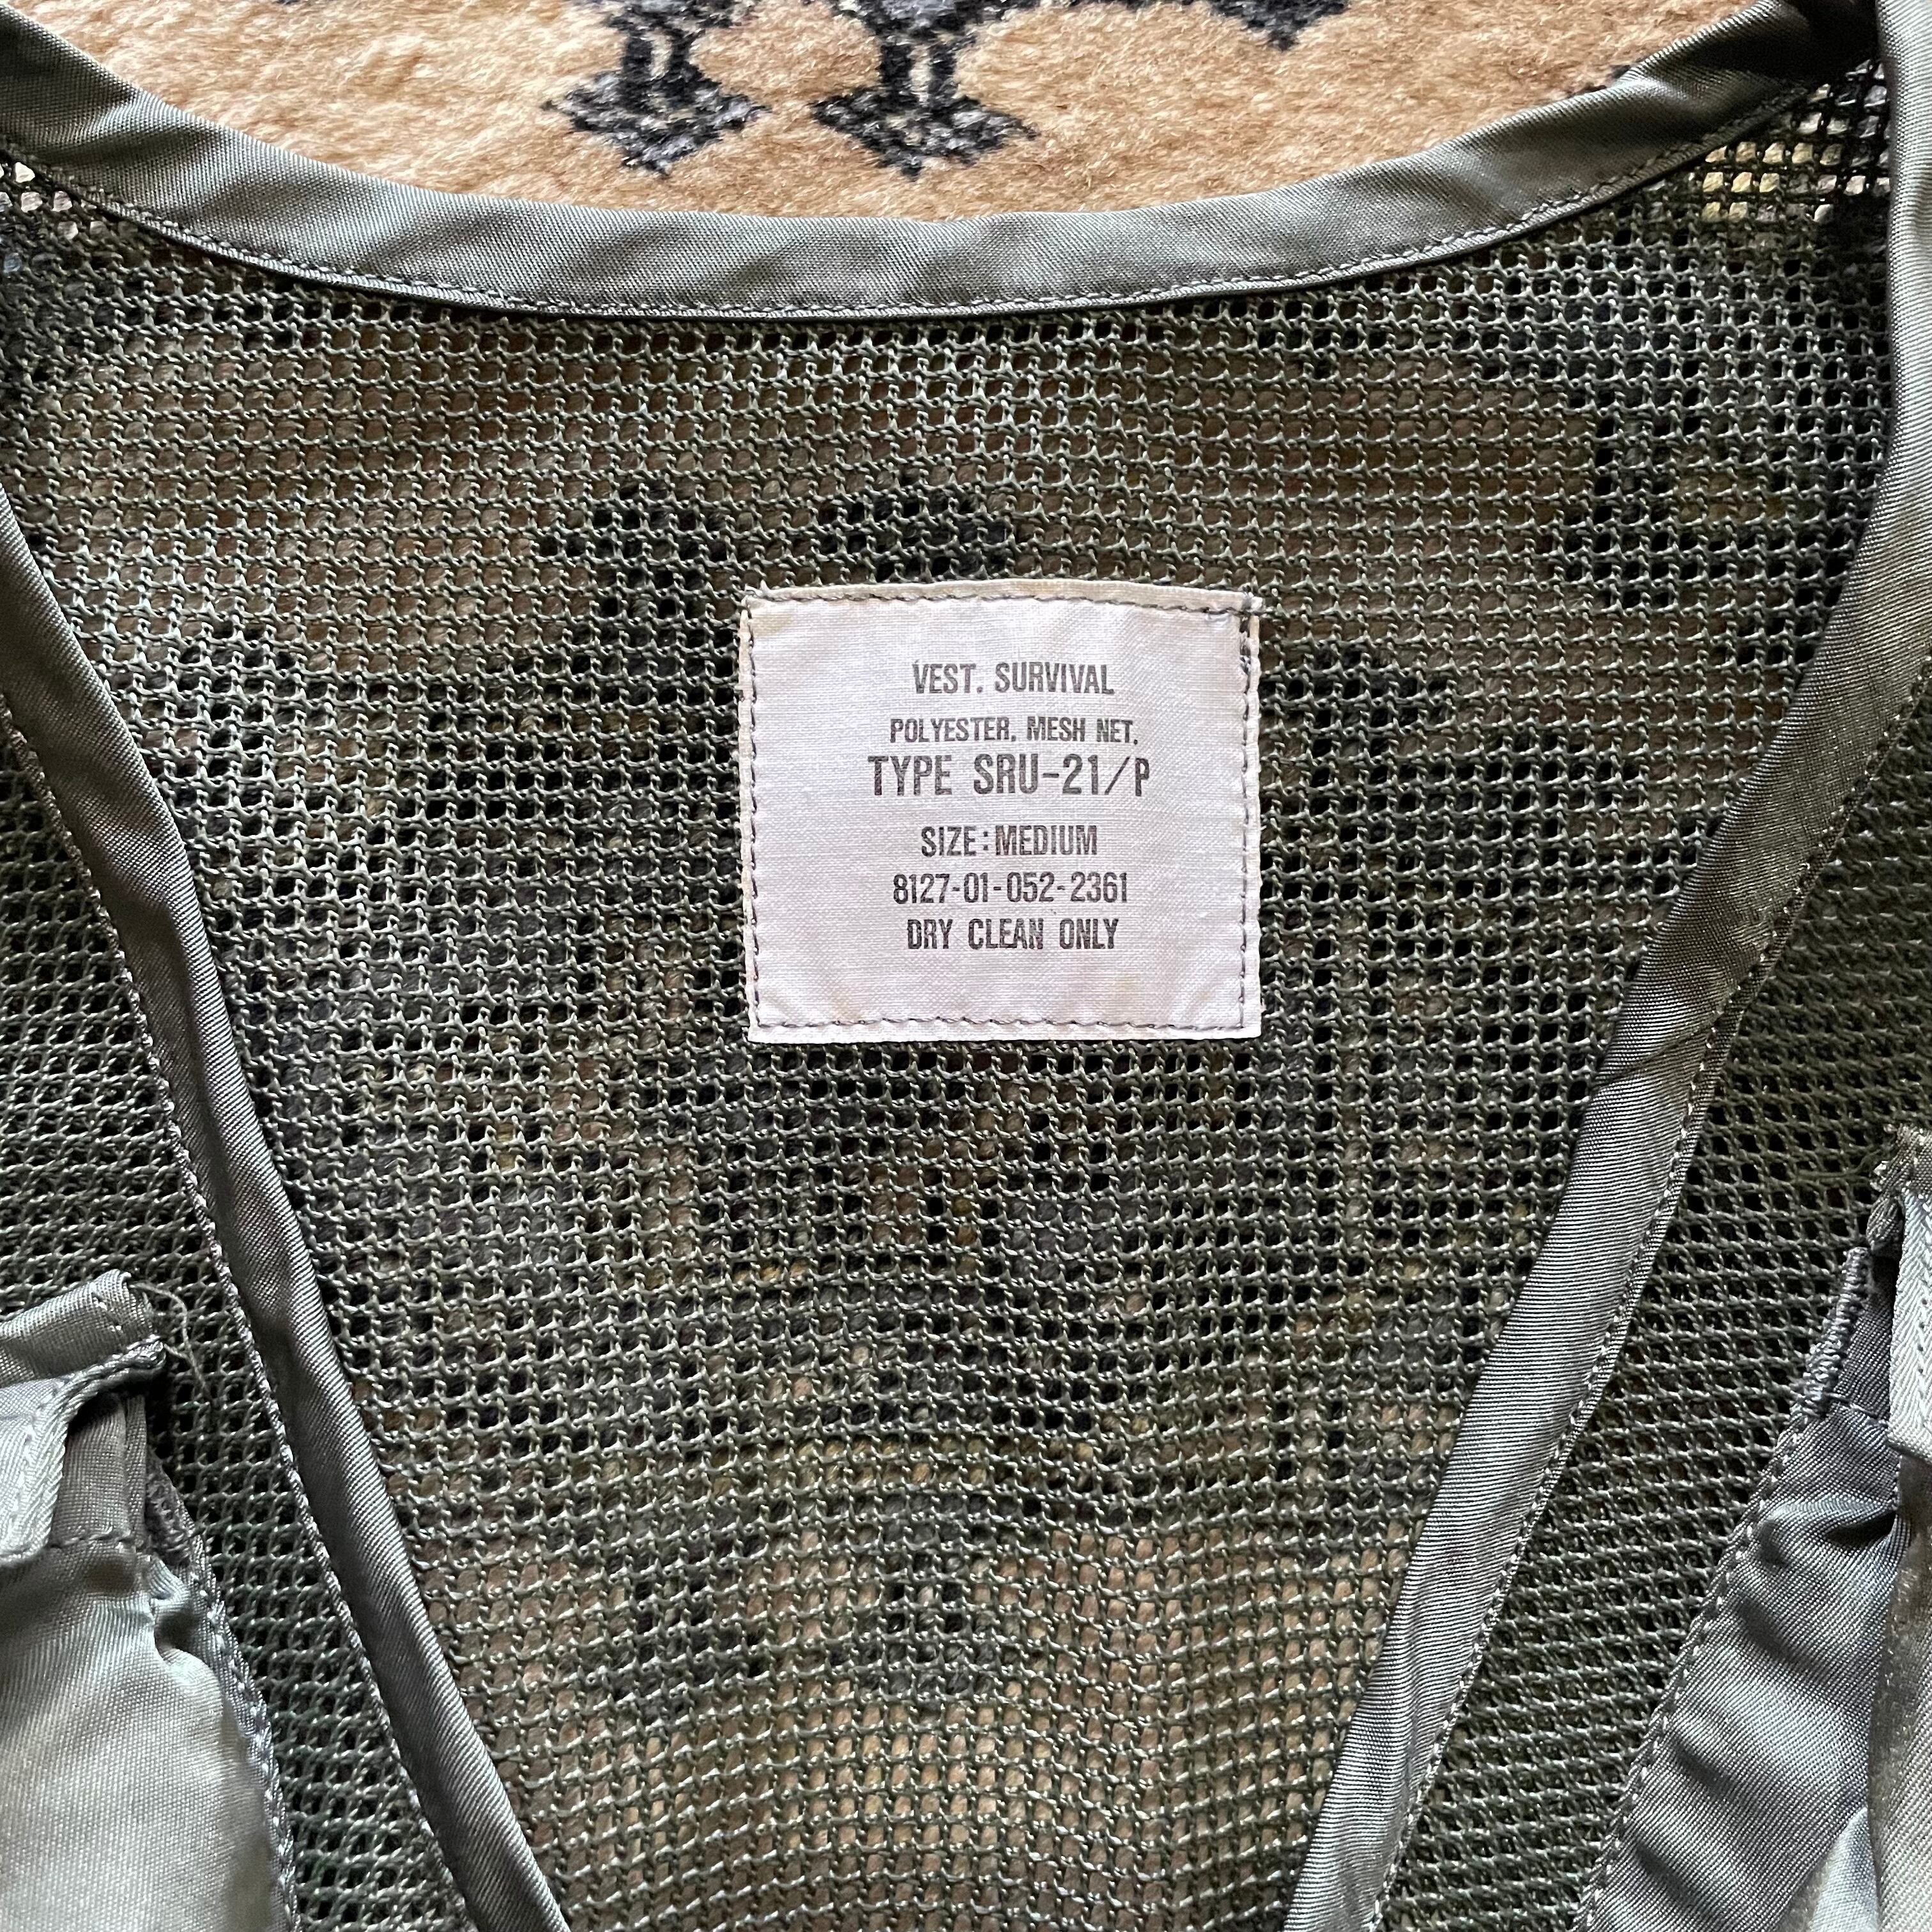 VEST, SURVIVAL
POLYESTER, MESH NET,
TYPE SRU-21/P
SIZE:MEDIUM
8127-01-052-2361
DRY CLEAN ONLY